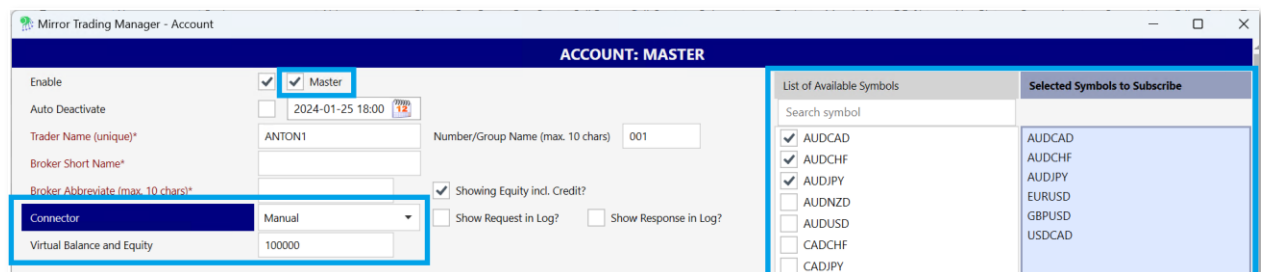 Mirror Trading Manager - Account
ACCOUNT: MASTER
Enable Master
Auto Deactivate 2024-01-25 18:00 12
Trader Name (unique)* ANTON1 Number/Group Name (max. 10 chars) 001
Broker Short Name*
Broker Abbreviate (max. 10 chars)* Showing Equity incl. Credit?
Connector Manual Show Request in Log? Show Response in Log?
Virtual Balance and Equity 100000
List of Available Symbols
Search symbol
AUDCAD
AUDCHF
AUDJPY
AUDNZD
AUDUSD
CADCHF
CADJPY
Selected Symbols to Subscribe
AUDCAD
AUDCHF
AUDJPY
EURUSD
GBPUSD
USDCAD